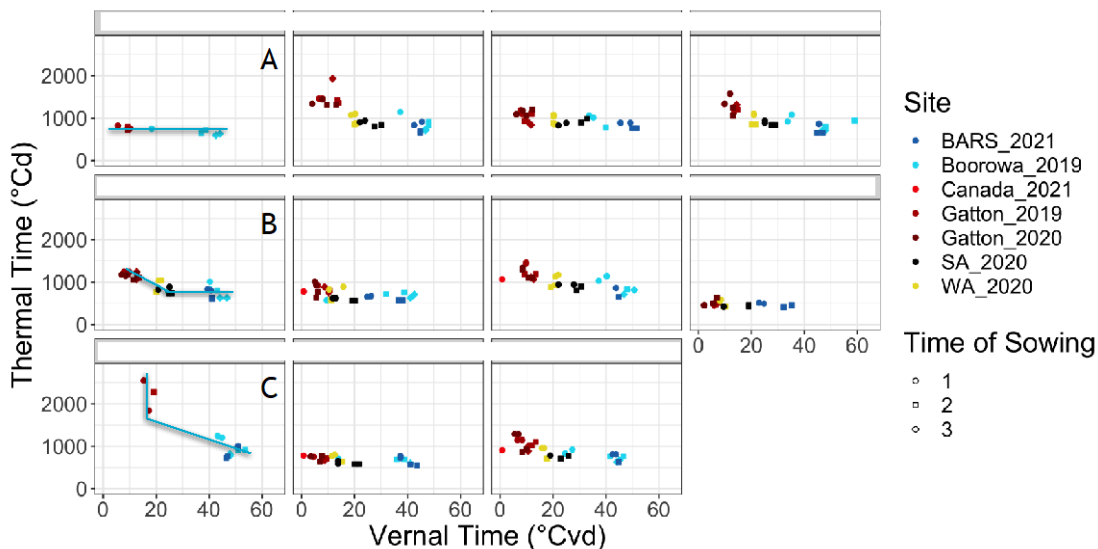 A
2000
1000
0
B
2000
1000
0
0 20 40 60
C
2000
1000
0
0 20 40 60
0 20 40 60
0 20 40 60
Thermal Time (°Cd)
Vernal Time (°Cvd)
Site
BARS_2021
Boorowa_2019
Canada_2021
Gatton_2019
Gatton_2020
SA_2020
WA_2020
Time of Sowing
1
2
3